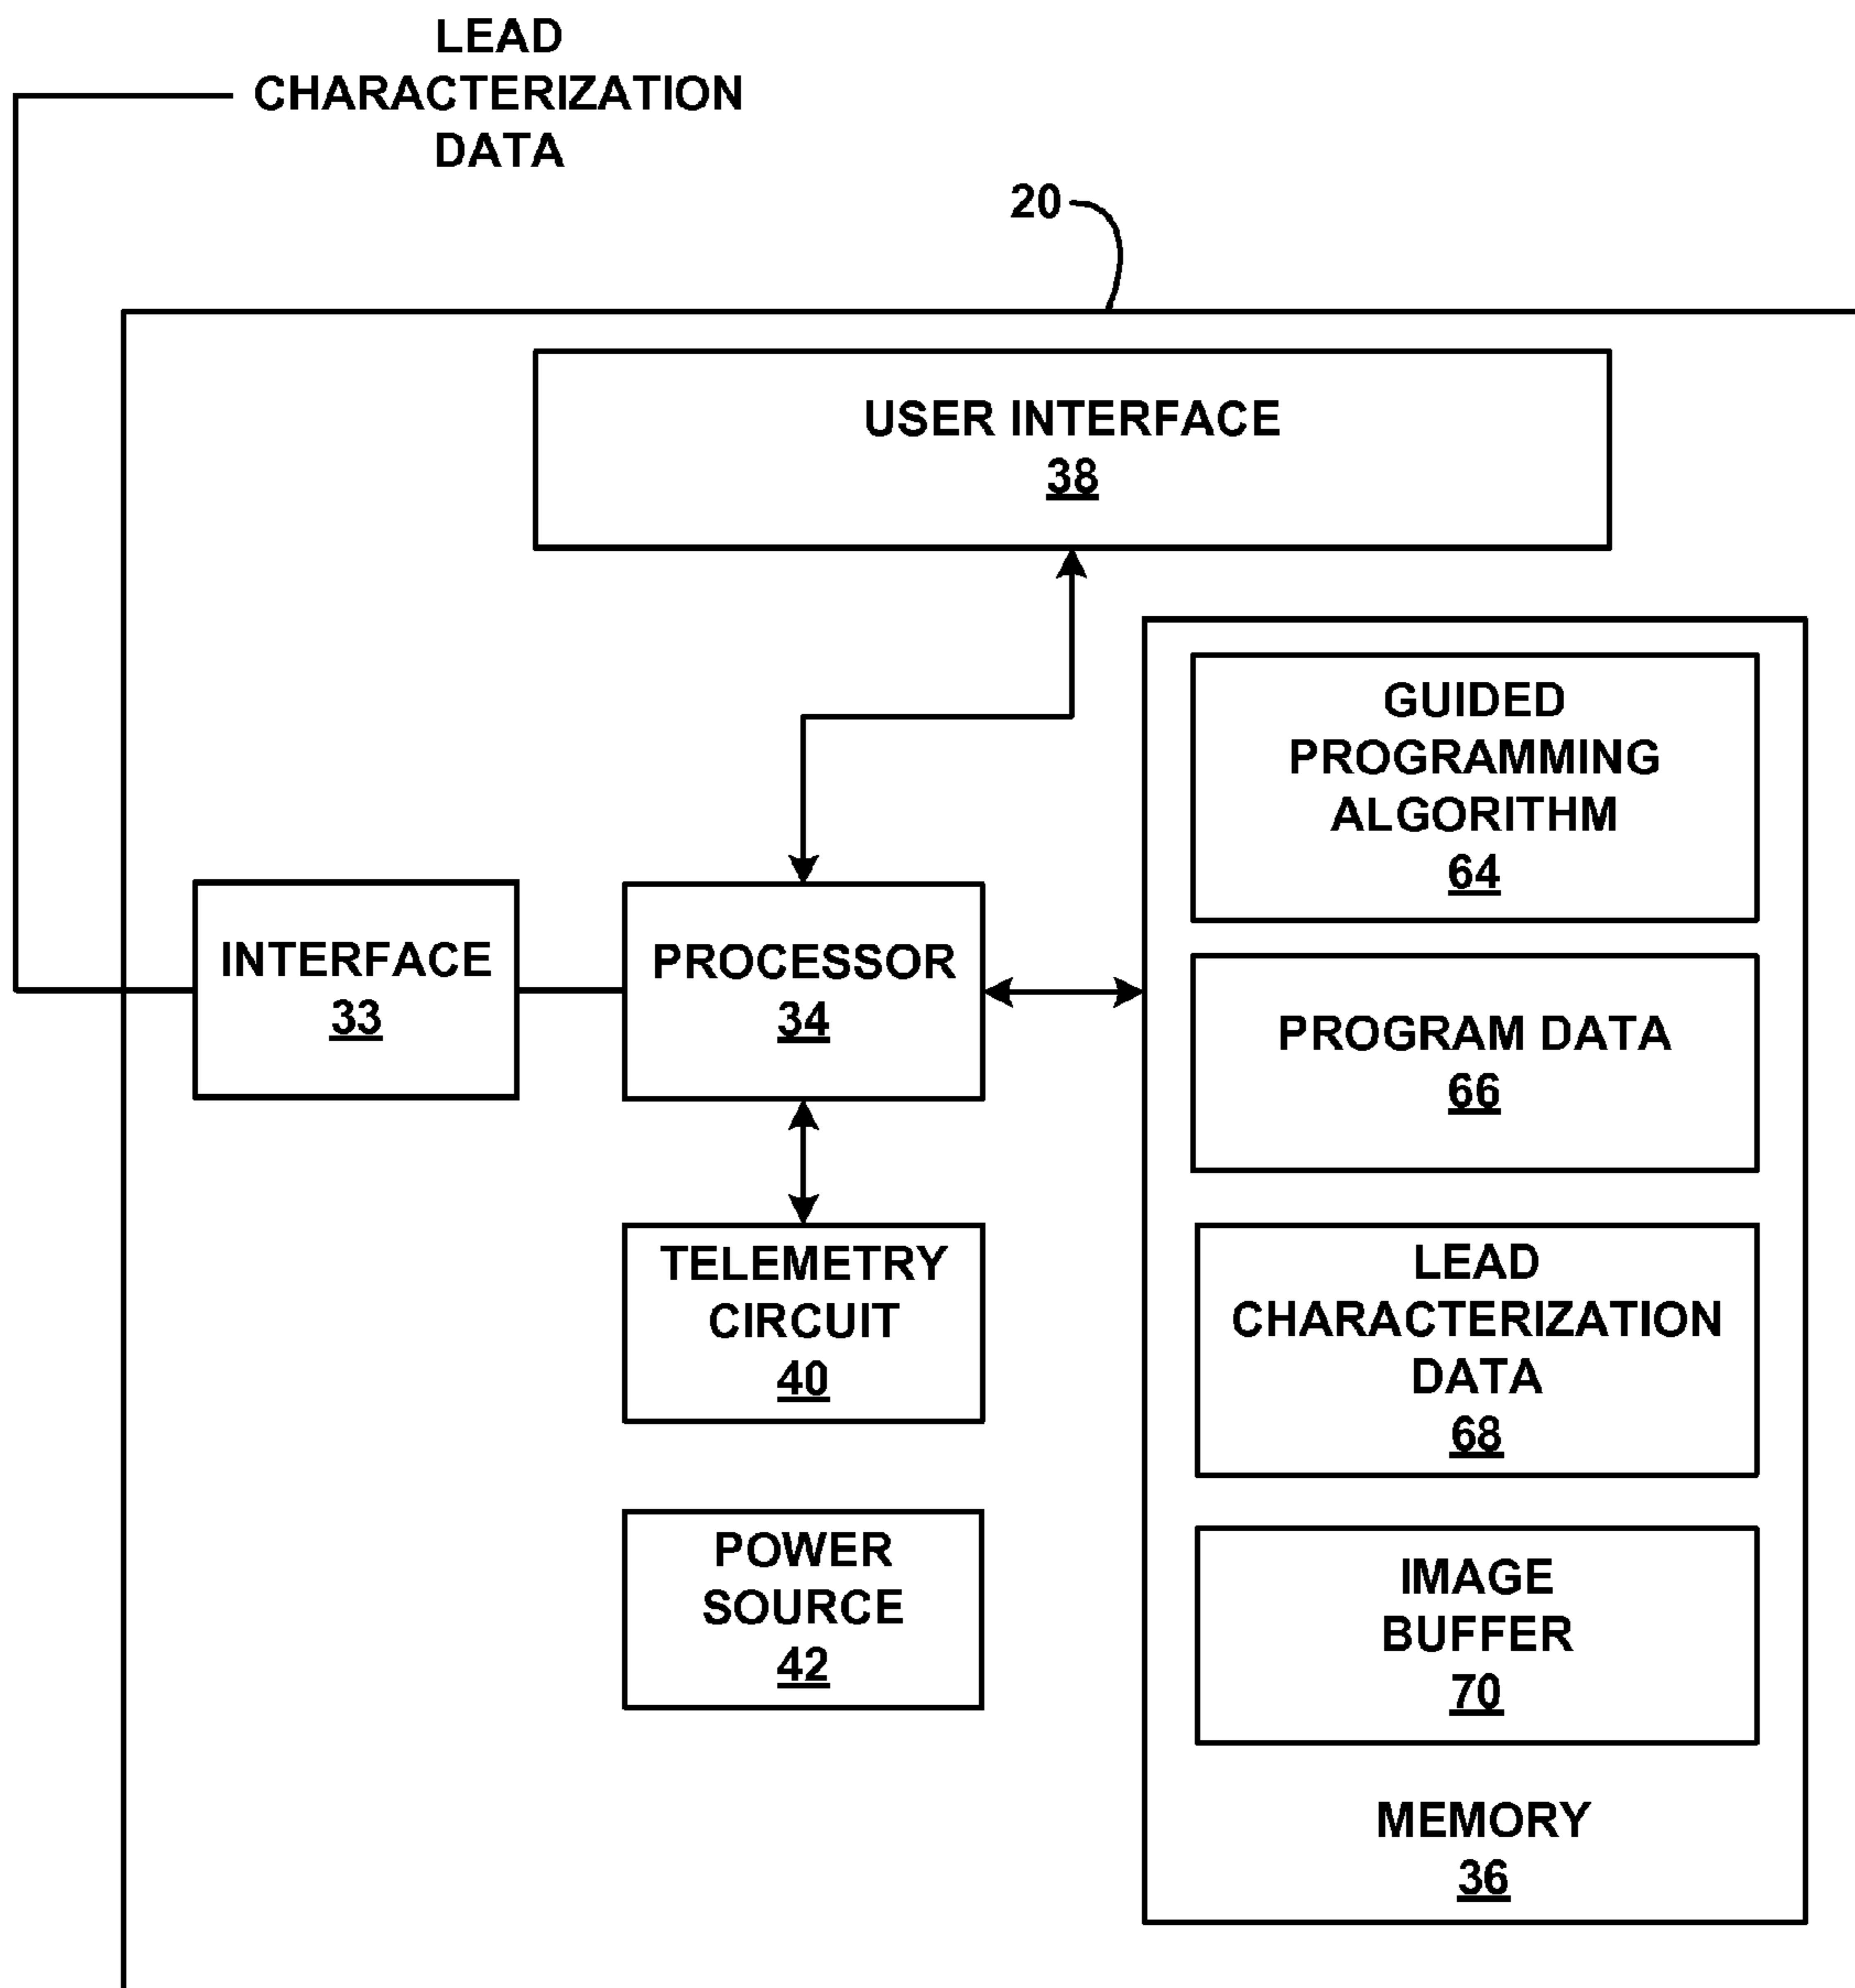 LEAD
CHARACTERIZATION
DATA
20
USER INTERFACE
38
GUIDED
PROGRAMMING
ALGORITHM
64
INTERFACE
33
PROCESSOR
34
PROGRAM DATA
66
TELEMETRY
CIRCUIT
40
LEAD
CHARACTERIZATION
DATA
68
POWER
SOURCE
42
IMAGE
BUFFER
70
MEMORY
36